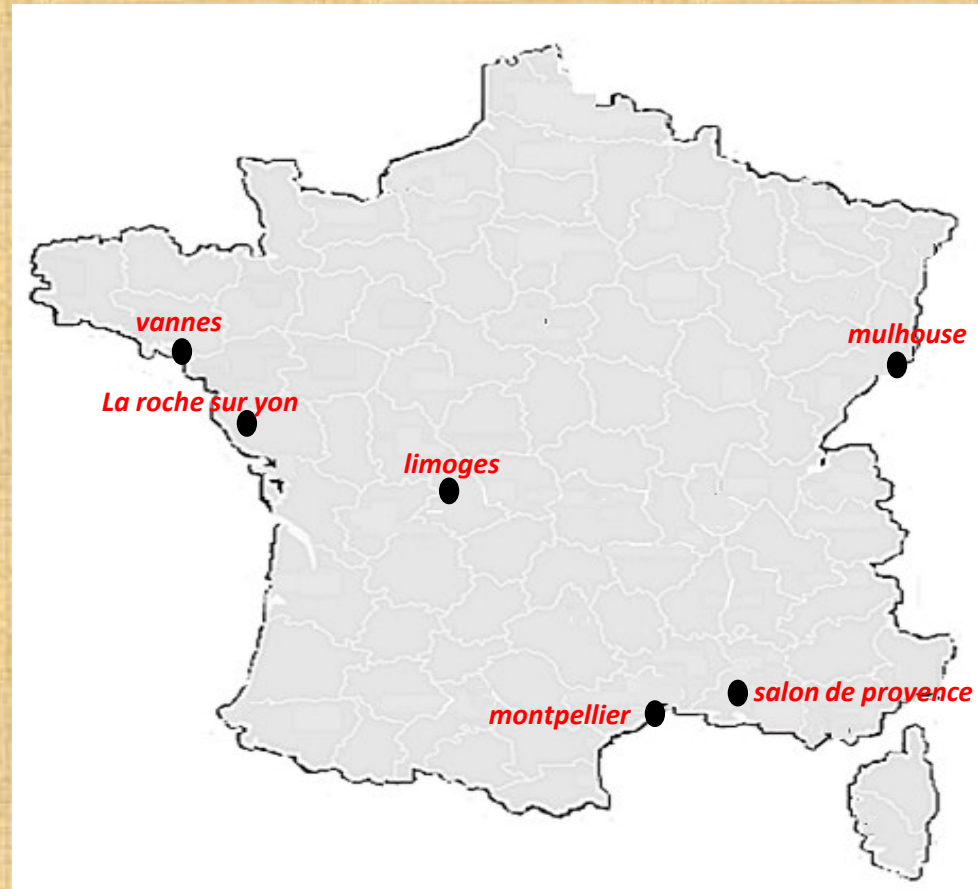 vannes
mulhouse
La roche sur yon
limoges
salon de provence
montpellier